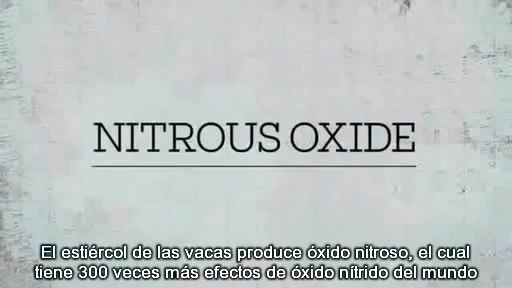 NITROUS OXIDE
El estiércol de las vacas produce óxido nitroso, el cual
tiene 300 veces más efectos de óxido nítrido del mundo